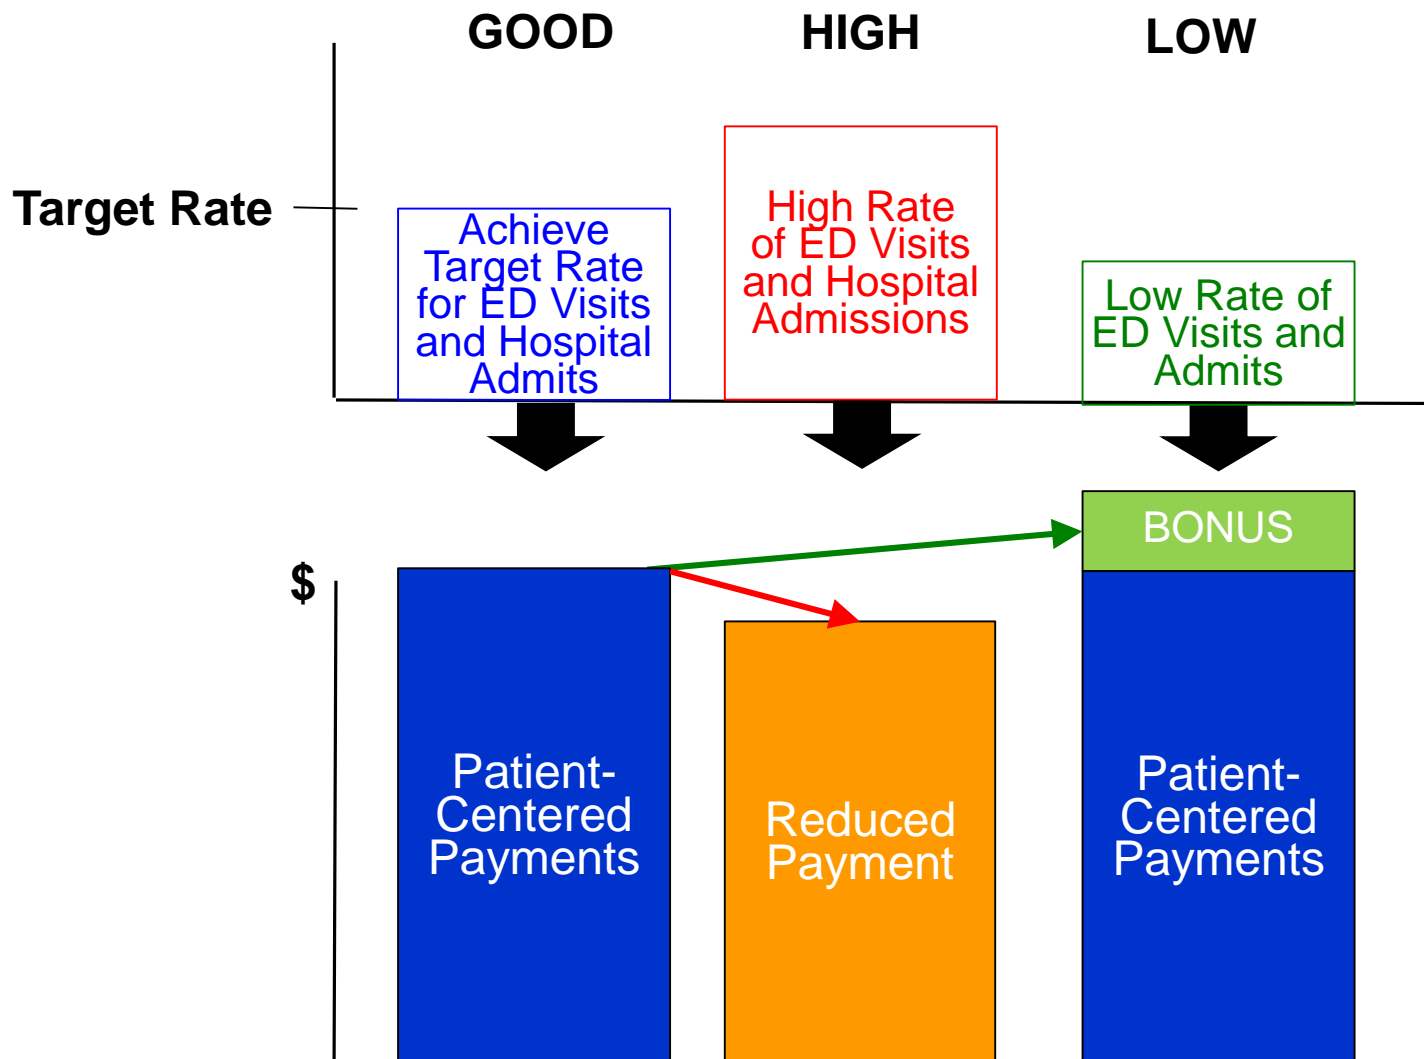 GOOD
HIGH
LOW
Target Rate
Achieve
Target Rate
for ED Visits
and Hospital
Admits
High Rate
of ED Visits
and Hospital
Admissions
Low Rate of
ED Visits and
Admits
$
Patient-
Centered
Payments
Reduced
Payment
BONUS
Patient-
Centered
Payments